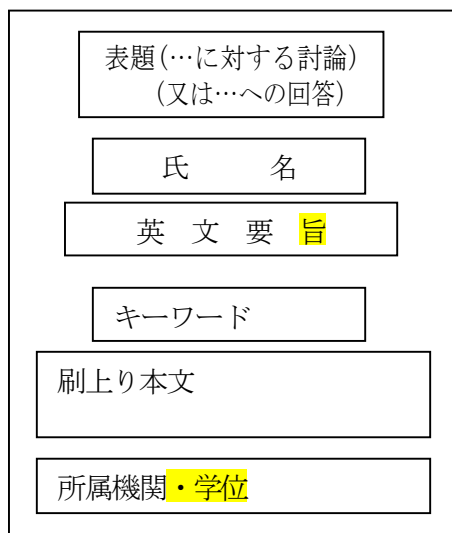 表題(…に対する討論)
(又は…への回答)
氏　　　名
英　文　要　旨
キーワード
刷上り本文
所属機関・学位